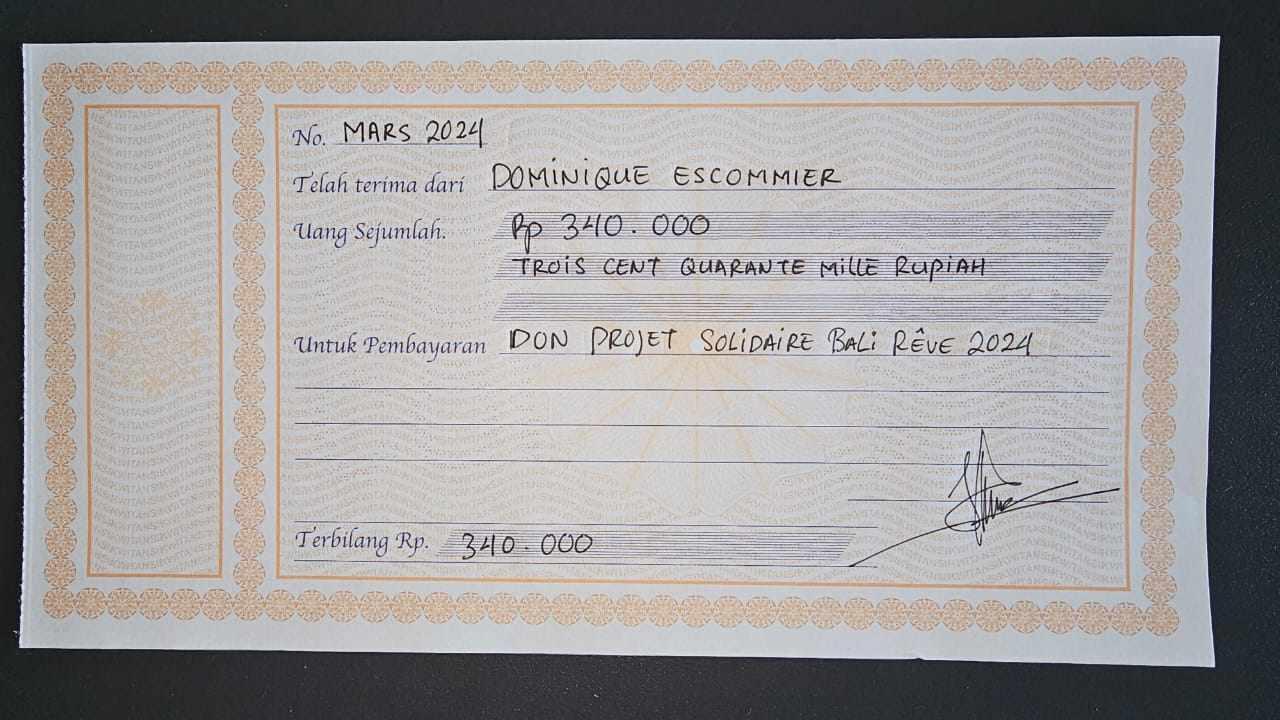 No. MARS 2024
Telah terima dari DOMINIQUE ESCOMMIER
Uang Sejumlah. Rp 340.000
TROIS CENT QUARANTE MILLE RUPIAH
Untuk Pembayaran DON PROJET SOLIDAIRE BALI RÊVE 2024
Terbilang Rp. 340.000